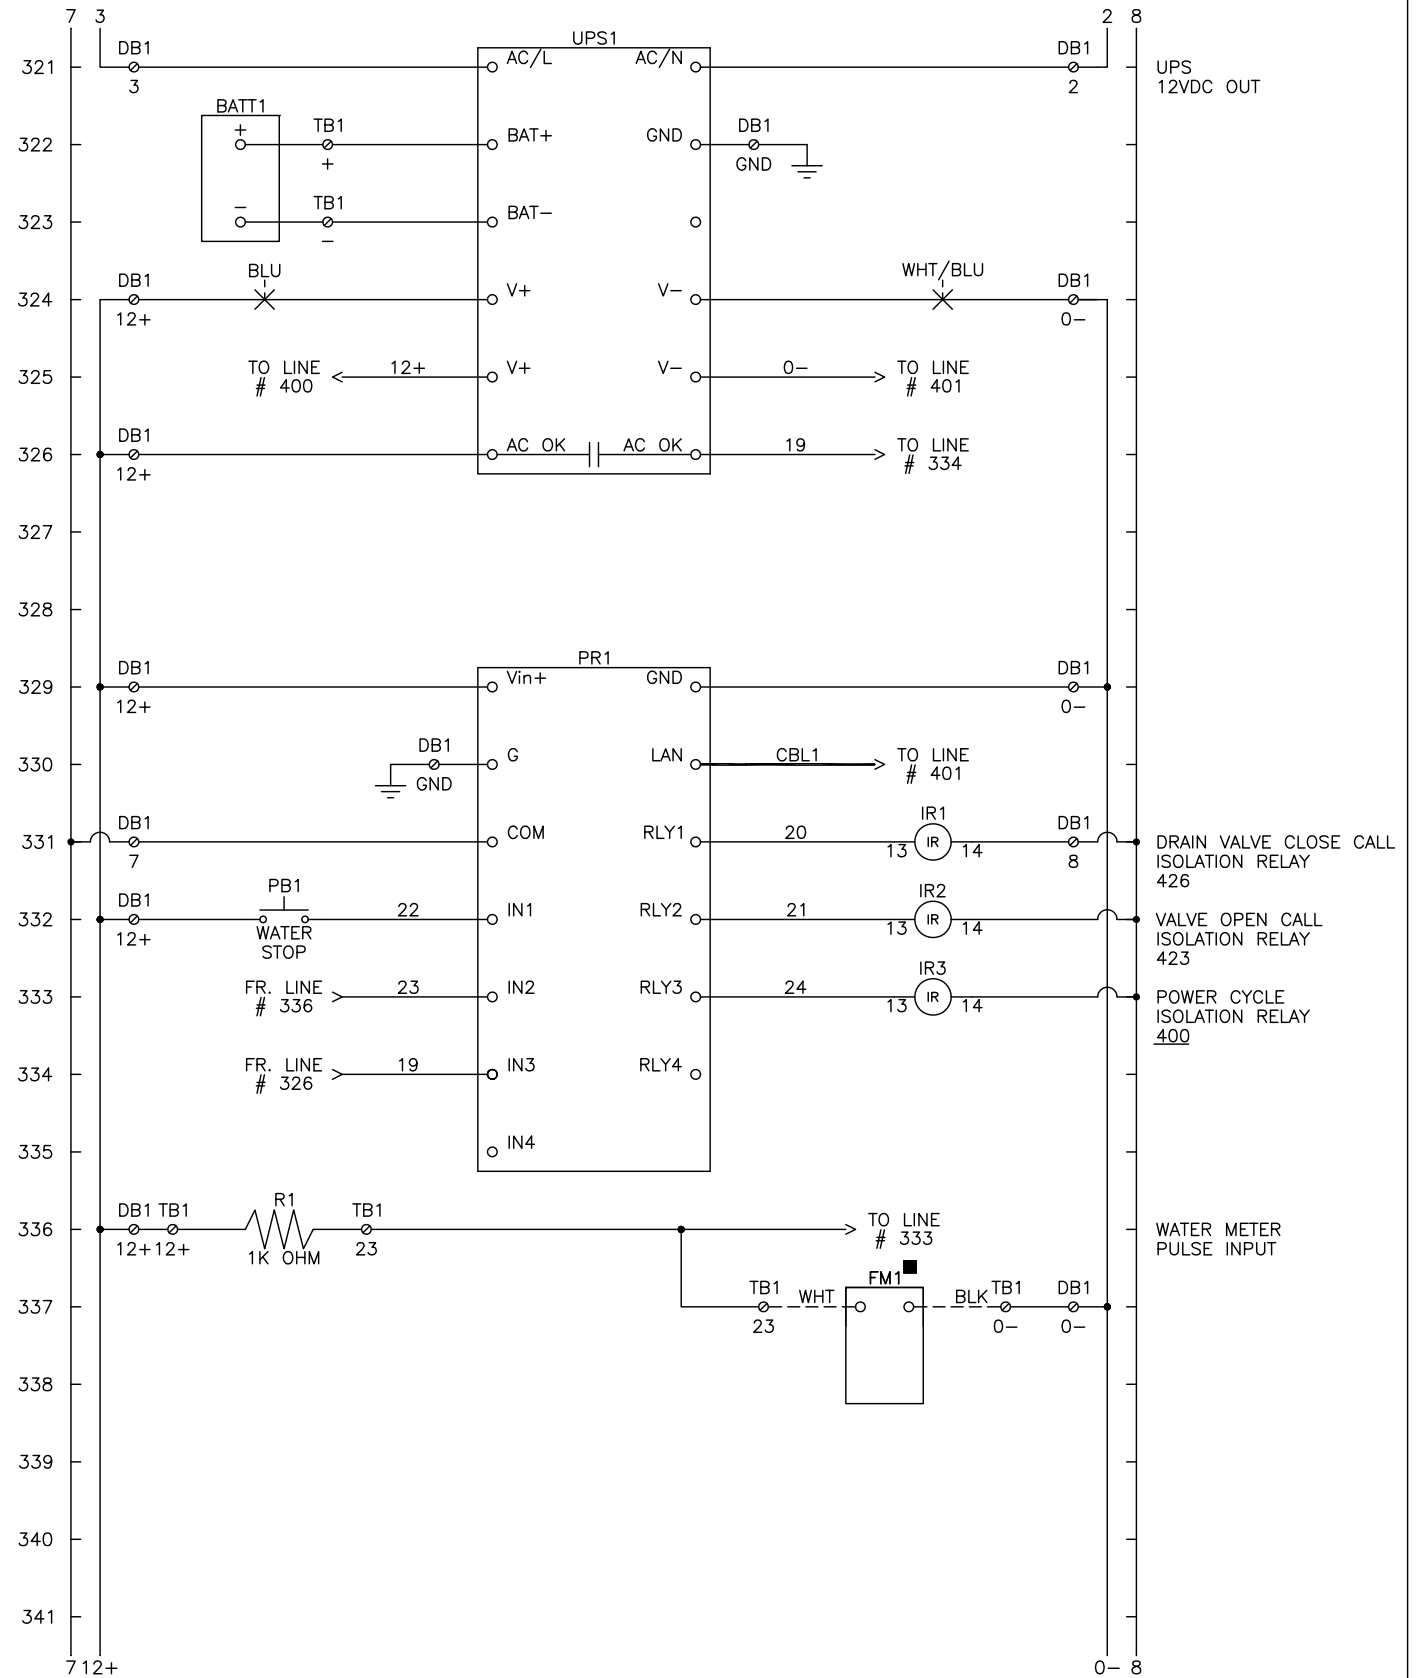 7 3 2 8
UPS1
321 DB1 AC/L AC/N DB1 UPS
3 2 12VDC OUT
BATT1
322 + TB1 BAT+ GND DB1
+ GND
323 − TB1 BAT−
−
BLU WHT/BLU
324 DB1 V+ V− DB1
12+ 0−
325 TO LINE 12+ V+ V− 0− TO LINE
# 400 # 401
326 DB1 AC OK AC OK 19 TO LINE
12+ # 334
327
328
PR1
329 DB1 Vin+ GND DB1
12+ 0−
330 DB1 G LAN CBL1 TO LINE
GND # 401
IR1
331 DB1 COM RLY1 20 13 IR 14 DB1 DRAIN VALVE CLOSE CALL
7 8 ISOLATION RELAY
426
PB1 IR2
332 DB1 22 IN1 RLY2 21 13 IR 14 VALVE OPEN CALL
12+ WATER ISOLATION RELAY
STOP 423
IR3
333 FR. LINE 23 IN2 RLY3 24 13 IR 14 POWER CYCLE
# 336 ISOLATION RELAY
400
334 FR. LINE 19 IN3 RLY4
# 326
335 IN4
R1
336 DB1 TB1 TB1 TO LINE WATER METER
12+ 12+ 1K OHM 23 # 333 PULSE INPUT
FM1
337 TB1 WHT BLK TB1 DB1
23 0− 0−
338
339
340
341
7 12+ 0− 8